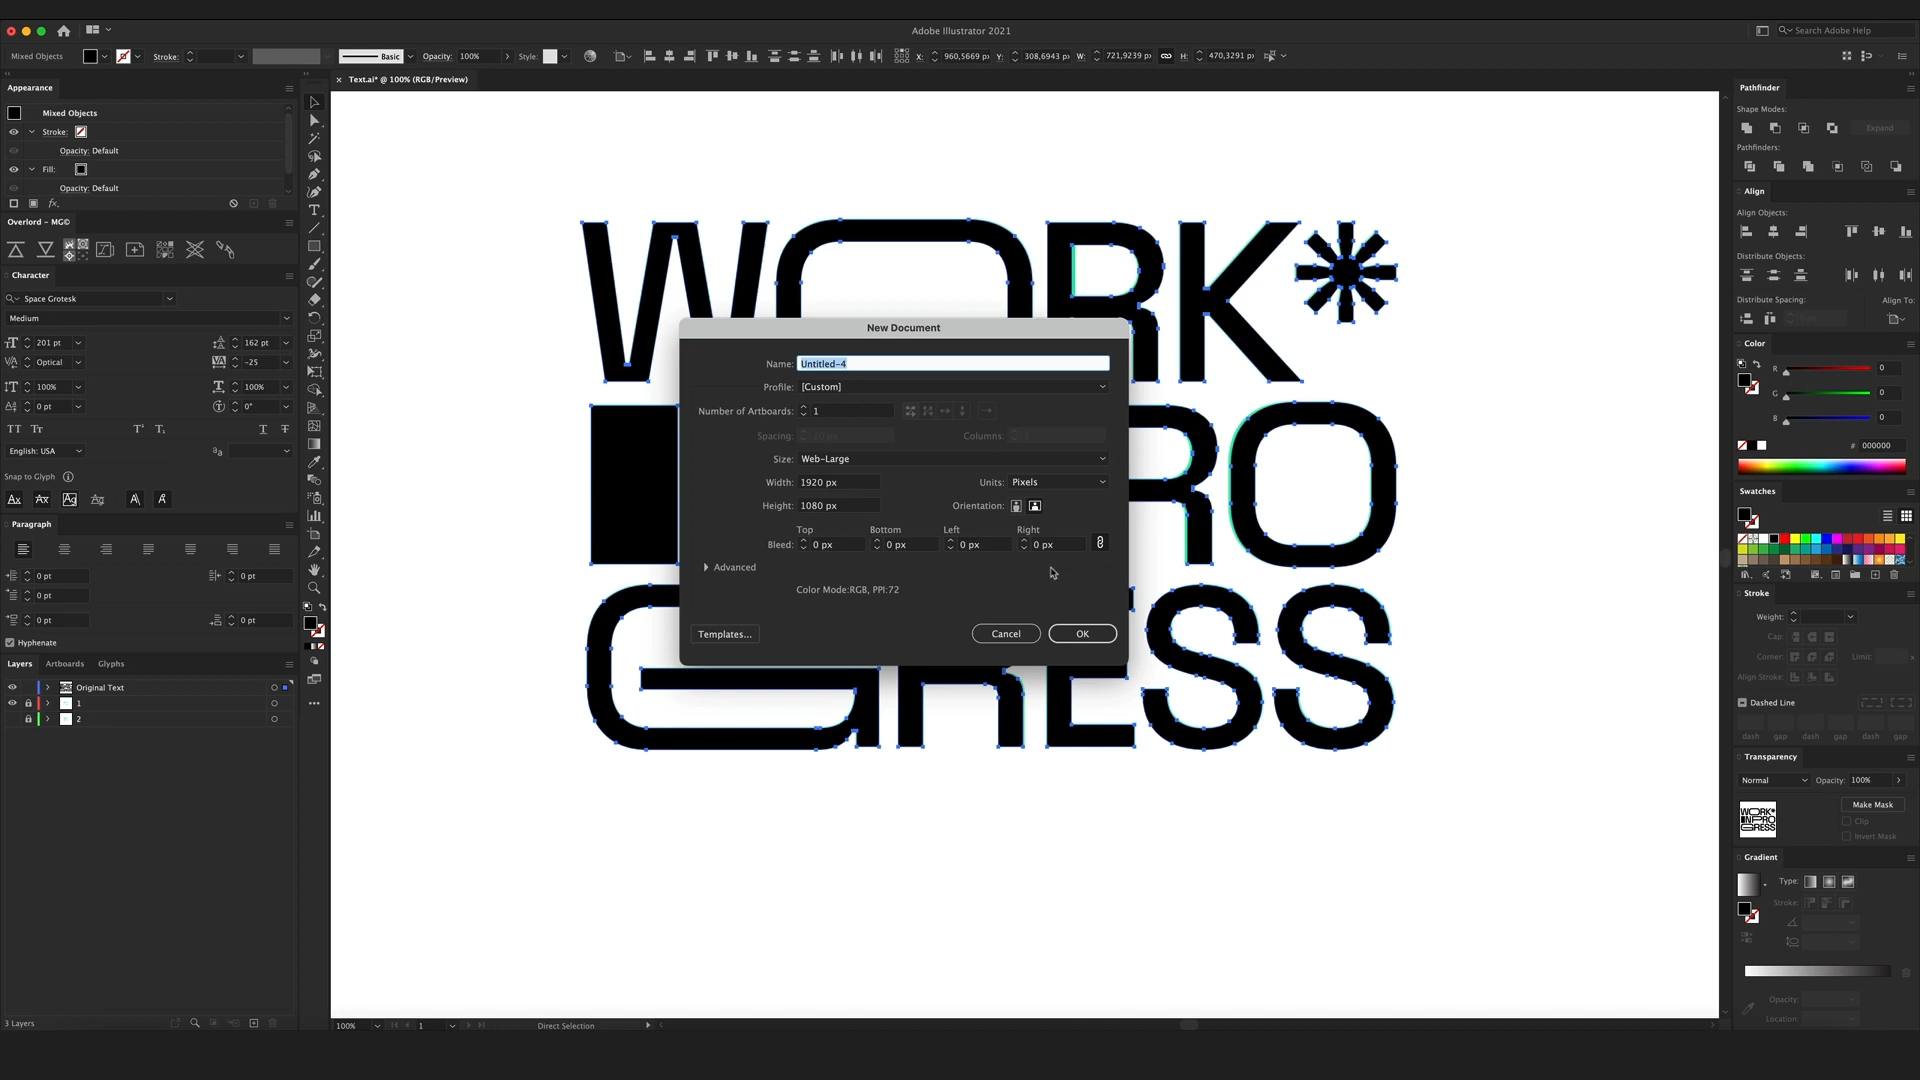 Adobe Illustrator 2021
Search Adobe Help
Mixed Objects
Stroke:
Basic
Opacity: 100%
Style:
X: 960,5669 p
Y: 308,6943 p
W: 721,9239 p
H: 470,3291 p
Text.ai* @ 100% (RGB/Preview)
Appearance
Mixed Objects
Stroke:
Opacity: Default
Fill:
Opacity: Default
fx
Overlord – MG©
Character
Space Grotesk
Medium
201 pt
162 pt
Optical
-25
100%
100%
0 pt
0°
English: USA
Snap to Glyph
Paragraph
0 pt
0 pt
0 pt
0 pt
0 pt
Hyphenate
Layers
Artboards
Glyphs
Original Text
1
2
3 Layers
WORK*
RO
GRESS
New Document
Name: Untitled-4
Profile: [Custom]
Number of Artboards: 1
Spacing:
Columns:
Size: Web-Large
Width: 1920 px
Units: Pixels
Height: 1080 px
Orientation:
Top
Bottom
Left
Right
Bleed: 0 px
0 px
0 px
0 px
Advanced
Color Mode:RGB, PPI:72
Templates...
Cancel
OK
100%
1
Direct Selection
Pathfinder
Shape Modes:
Expand
Pathfinders:
Align
Align Objects:
Distribute Objects:
Distribute Spacing:
Align To:
Color
R 0
G 0
B 0
# 000000
Swatches
Stroke
Weight:
Cap:
Corner:
Limit:
Align Stroke:
Dashed Line
dash gap dash gap dash gap
Transparency
Normal
Opacity: 100%
WORK*
INPRO
GRESS
Make Mask
Clip
Invert Mask
Gradient
Type:
Stroke:
Opacity:
Location: